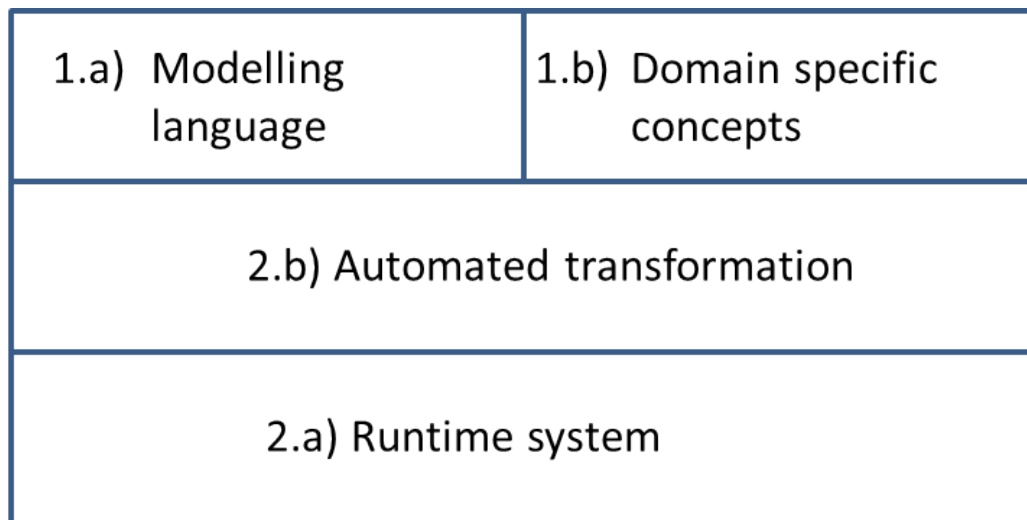 1.a) Modelling
language
1.b) Domain specific
concepts
2.b) Automated transformation
2.a) Runtime system